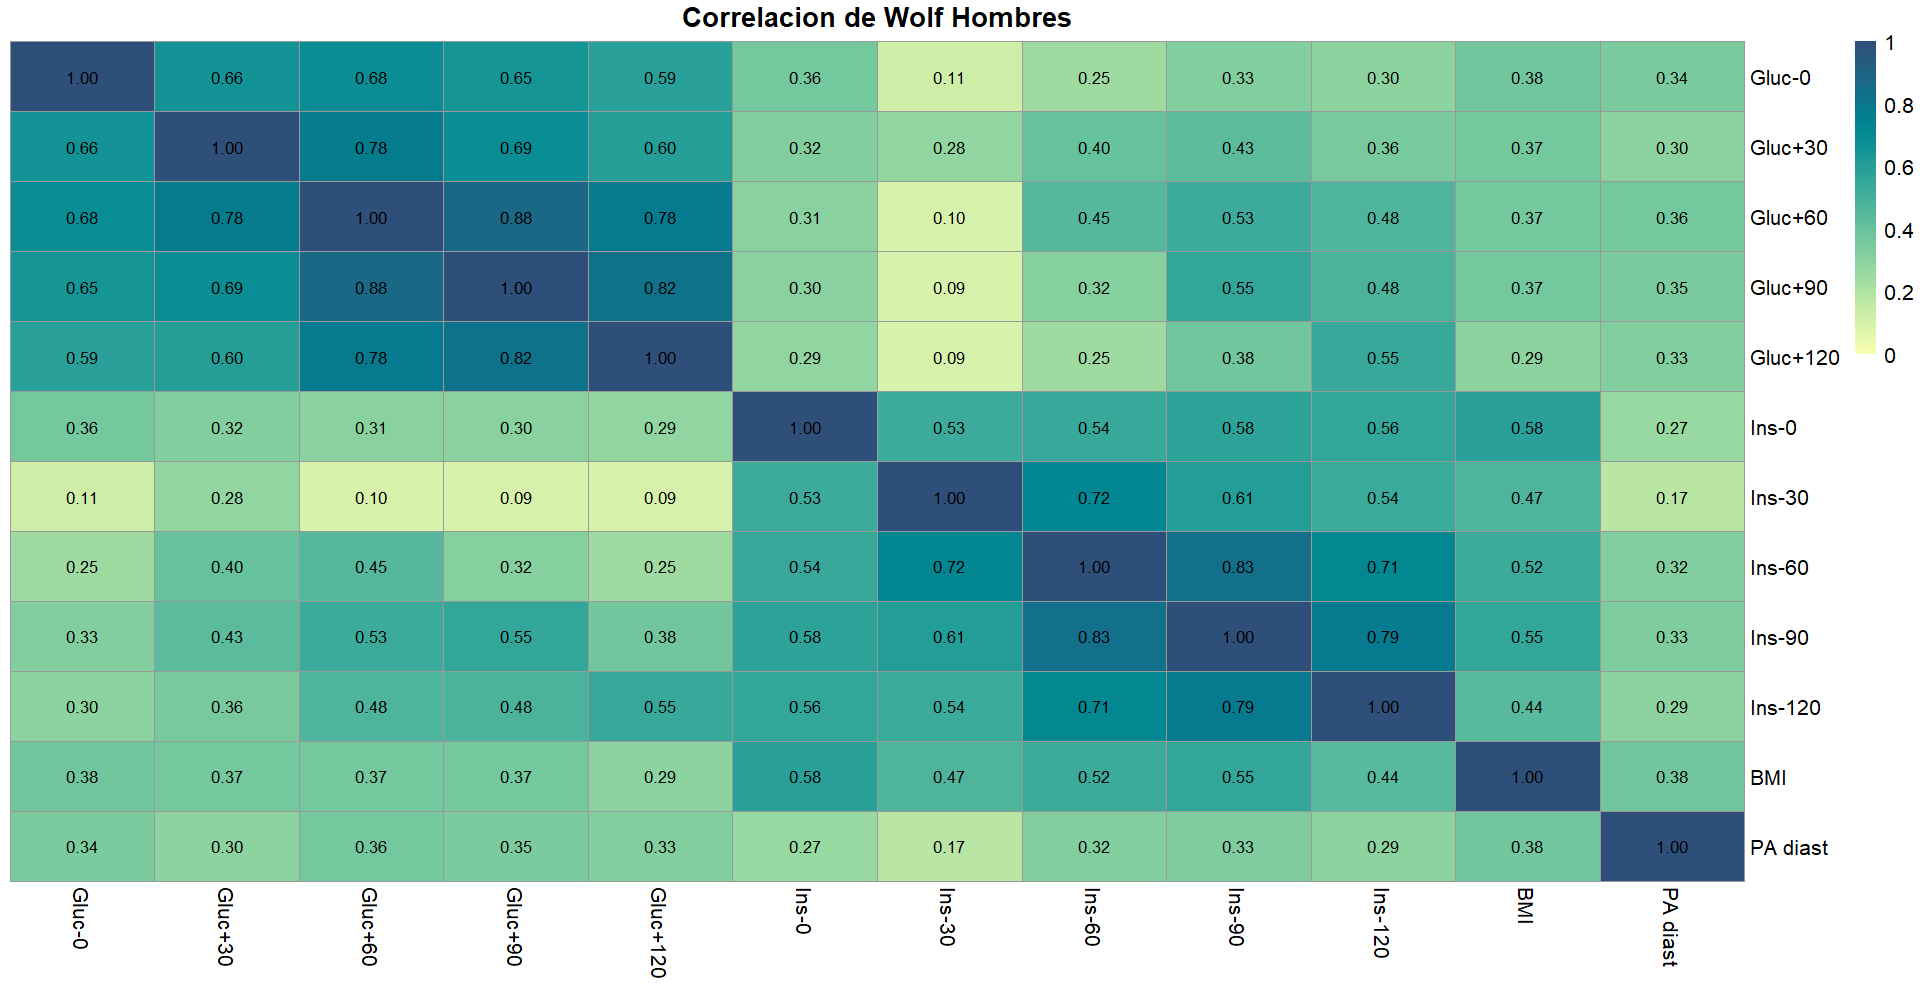 Correlacion de Wolf Hombres
1.00 0.66 0.68 0.65 0.59 0.36 0.11 0.25 0.33 0.30 0.38 0.34 Gluc-0
0.66 1.00 0.78 0.69 0.60 0.32 0.28 0.40 0.43 0.36 0.37 0.30 Gluc+30
0.68 0.78 1.00 0.88 0.78 0.31 0.10 0.45 0.53 0.48 0.37 0.36 Gluc+60
0.65 0.69 0.88 1.00 0.82 0.30 0.09 0.32 0.55 0.48 0.37 0.35 Gluc+90
0.59 0.60 0.78 0.82 1.00 0.29 0.09 0.25 0.38 0.55 0.29 0.33 Gluc+120
0.36 0.32 0.31 0.30 0.29 1.00 0.53 0.54 0.58 0.56 0.58 0.27 Ins-0
0.11 0.28 0.10 0.09 0.09 0.53 1.00 0.72 0.61 0.54 0.47 0.17 Ins-30
0.25 0.40 0.45 0.32 0.25 0.54 0.72 1.00 0.83 0.71 0.52 0.32 Ins-60
0.33 0.43 0.53 0.55 0.38 0.58 0.61 0.83 1.00 0.79 0.55 0.33 Ins-90
0.30 0.36 0.48 0.48 0.55 0.56 0.54 0.71 0.79 1.00 0.44 0.29 Ins-120
0.38 0.37 0.37 0.37 0.29 0.58 0.47 0.52 0.55 0.44 1.00 0.38 BMI
0.34 0.30 0.36 0.35 0.33 0.27 0.17 0.32 0.33 0.29 0.38 1.00 PA diast
Gluc-0 Gluc+30 Gluc+60 Gluc+90 Gluc+120 Ins-0 Ins-30 Ins-60 Ins-90 Ins-120 BMI PA diast
1
0.8
0.6
0.4
0.2
0